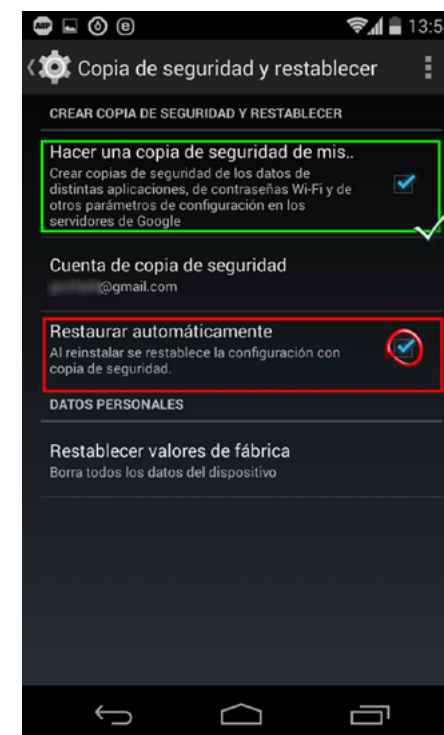 ABP e 13:5
Copia de seguridad y restablecer
CREAR COPIA DE SEGURIDAD Y RESTABLECER
Hacer una copia de seguridad de mis..
Crear copias de seguridad de los datos de
distintas aplicaciones, de contraseñas Wi-Fi y de
otros parámetros de configuración en los
servidores de Google
Cuenta de copia de seguridad
@gmail.com
Restaurar automáticamente
Al reinstalar se restablece la configuración con
copia de seguridad.
DATOS PERSONALES
Restablecer valores de fábrica
Borra todos los datos del dispositivo